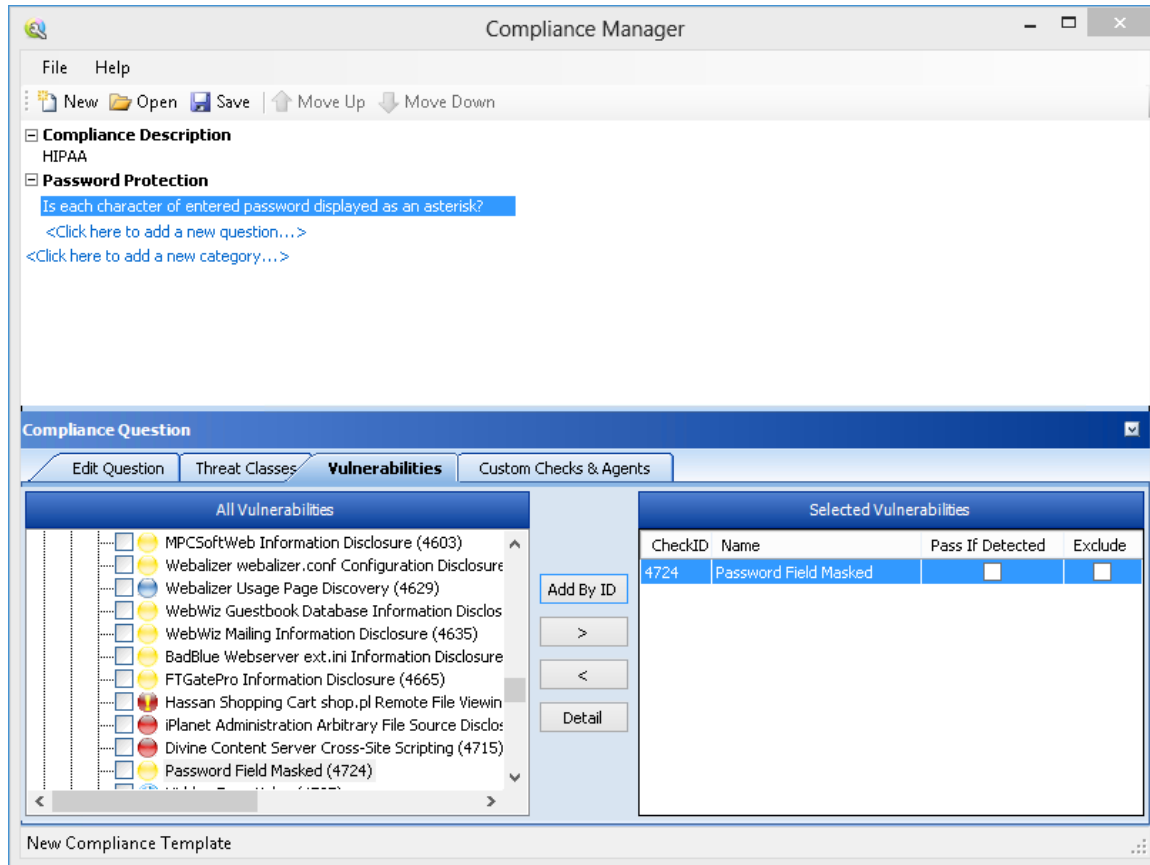 Compliance Manager
File Help
New Open Save Move Up Move Down
Compliance Description
HIPAA
Password Protection
Is each character of entered password displayed as an asterisk?
<Click here to add a new question...>
<Click here to add a new category...>
Compliance Question
Edit Question Threat Classes Vulnerabilities Custom Checks & Agents
All Vulnerabilities
MPCSoftWeb Information Disclosure (4603)
Webalizer webalizer.conf Configuration Disclosure
Webalizer Usage Page Discovery (4629)
WebWiz Guestbook Database Information Disclos
WebWiz Mailing Information Disclosure (4635)
BadBlue Webserver ext.ini Information Disclosure
FTGatePro Information Disclosure (4665)
Hassan Shopping Cart shop.pl Remote File Viewin
iPlanet Administration Arbitrary File Source Disclos
Divine Content Server Cross-Site Scripting (4715)
Password Field Masked (4724)
Add By ID
>
<
Detail
Selected Vulnerabilities
CheckID Name Pass If Detected Exclude
4724 Password Field Masked
New Compliance Template